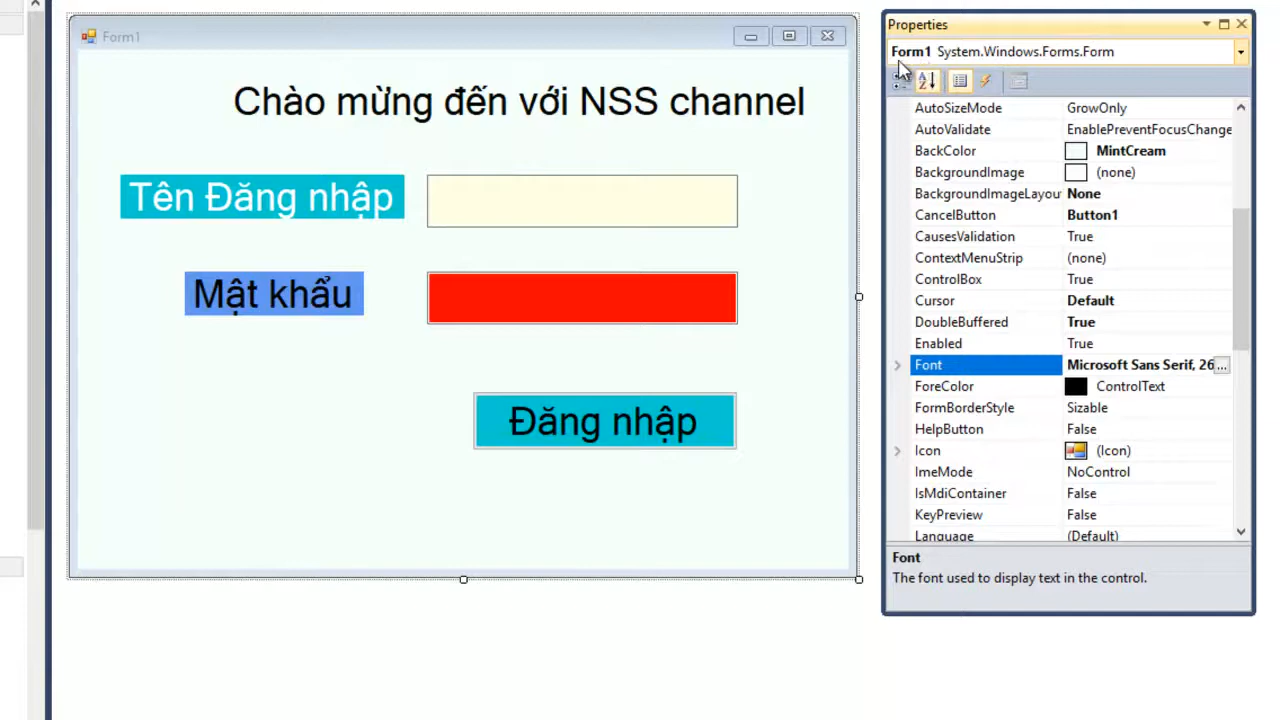 Form1
Chào mừng đến với NSS channel
Tên Đăng nhập
Mật khẩu
Đăng nhập
Properties
Form1 System.Windows.Forms.Form
AutoSizeMode GrowOnly
AutoValidate EnablePreventFocusChange
BackColor MintCream
BackgroundImage (none)
BackgroundImageLayou None
CancelButton Button1
CausesValidation True
ContextMenuStrip (none)
ControlBox True
Cursor Default
DoubleBuffered True
Enabled True
Font Microsoft Sans Serif, 26 ...
ForeColor ControlText
FormBorderStyle Sizable
HelpButton False
Icon (Icon)
ImeMode NoControl
IsMdiContainer False
KeyPreview False
Language (Default)
Font
The font used to display text in the control.